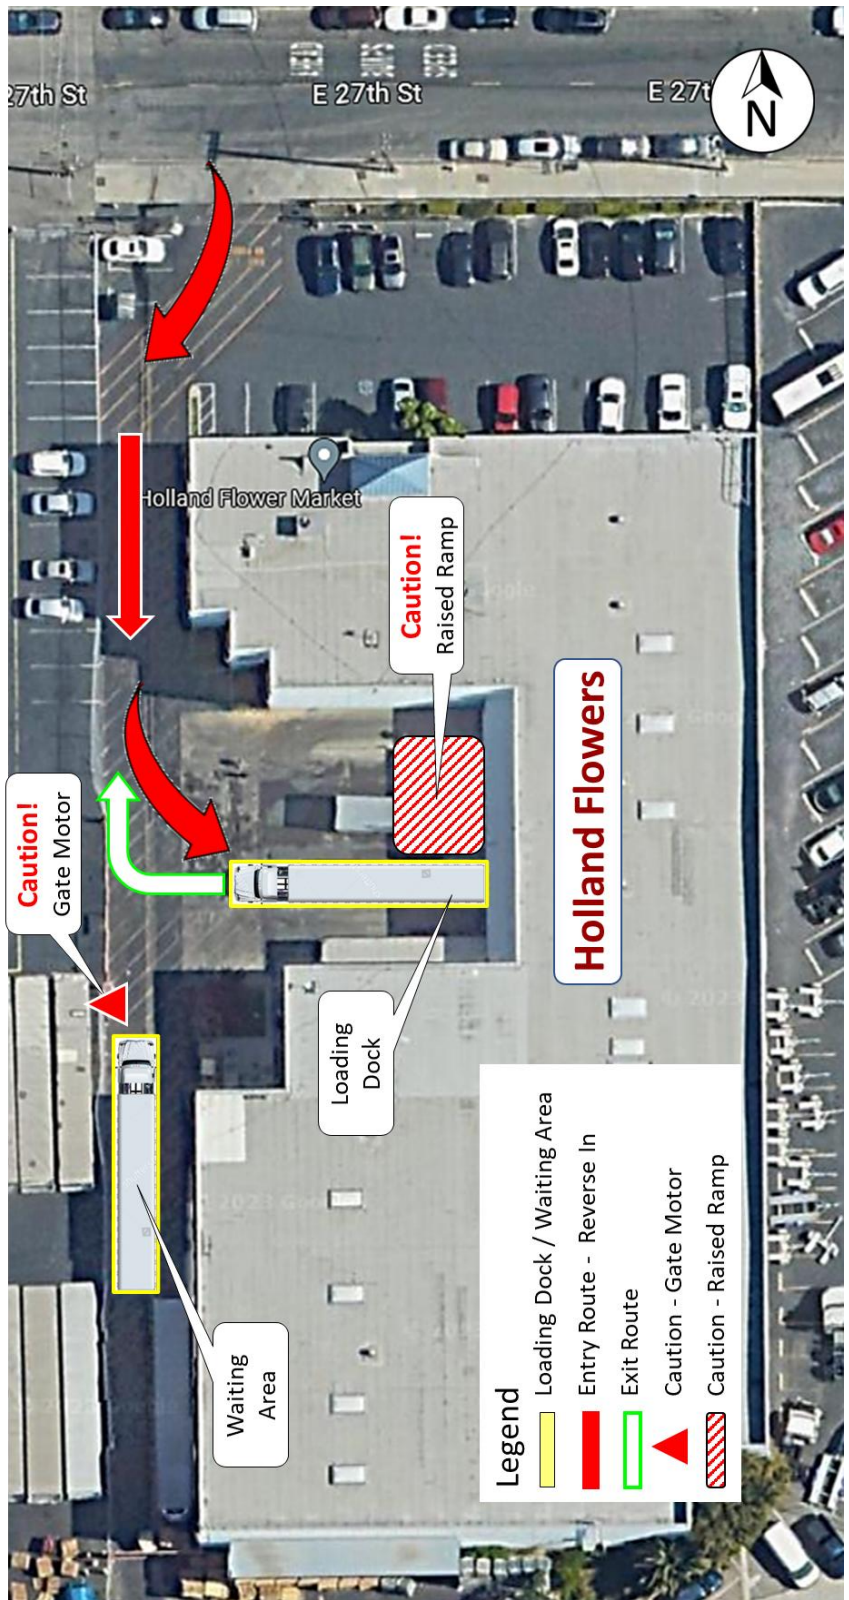 27th St
E 27th St
E 27t
N
Holland Flower Market
Caution!
Raised Ramp
Caution!
Gate Motor
Holland Flowers
Loading
Dock
Waiting
Area
Legend
Loading Dock / Waiting Area
Entry Route - Reverse In
Exit Route
Caution - Gate Motor
Caution - Raised Ramp